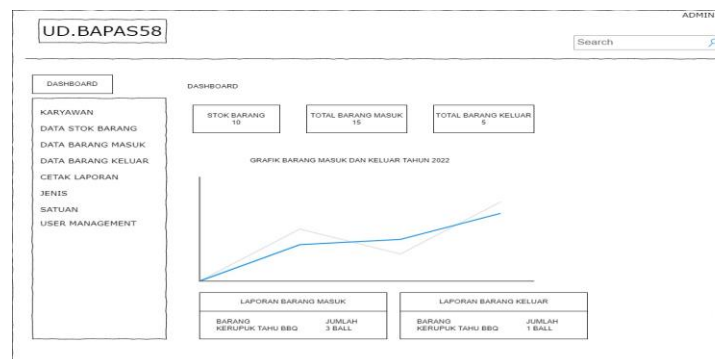 ADMIN
UD.BAPAS58
Search
DASHBOARD
DASHBOARD
KARYAWAN
DATA STOK BARANG
DATA BARANG MASUK
DATA BARANG KELUAR
CETAK LAPORAN
JENIS
SATUAN
USER MANAGEMENT
STOK BARANG
10
TOTAL BARANG MASUK
15
TOTAL BARANG KELUAR
5
GRAFIK BARANG MASUK DAN KELUAR TAHUN 2022
LAPORAN BARANG MASUK
BARANG JUMLAH
KERUPUK TAHU BBQ 3 BALL
LAPORAN BARANG KELUAR
BARANG JUMLAH
KERUPUK TAHU BBQ 1 BALL